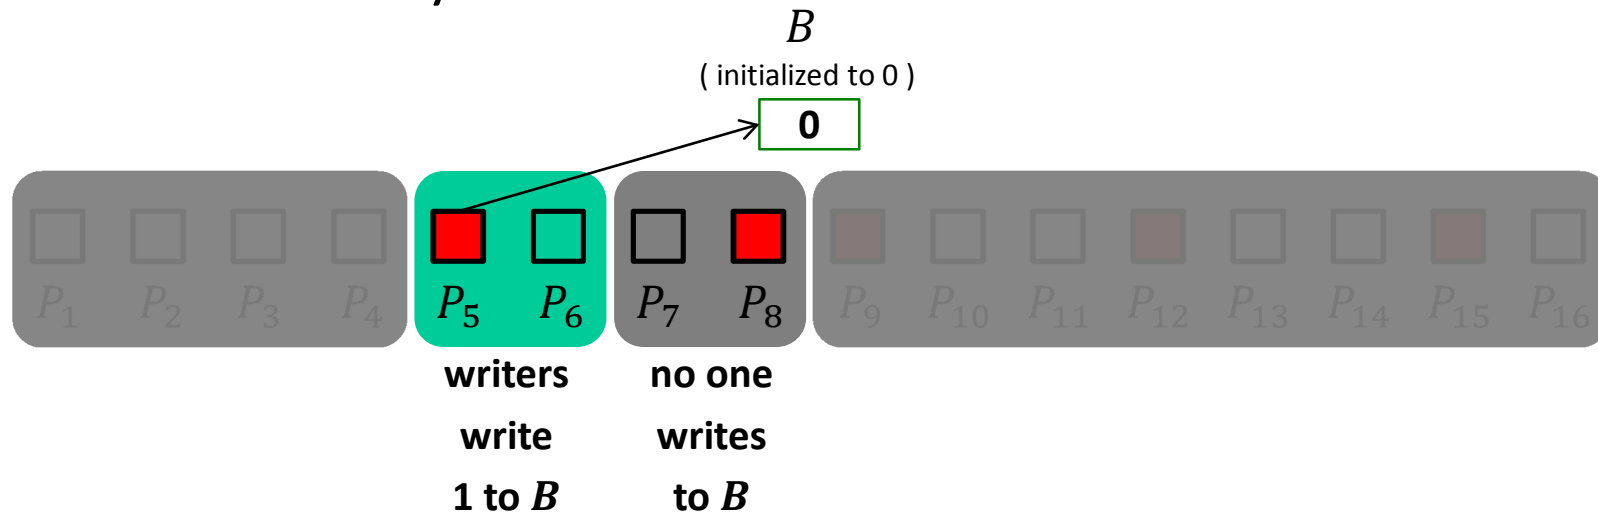 B
( initialized to 0 )
0
P₁ P₂ P₃ P₄ P₅ P₆ P₇ P₈ P₉ P₁₀ P₁₁ P₁₂ P₁₃ P₁₄ P₁₅ P₁₆
writers no one
write writes
1 to B to B